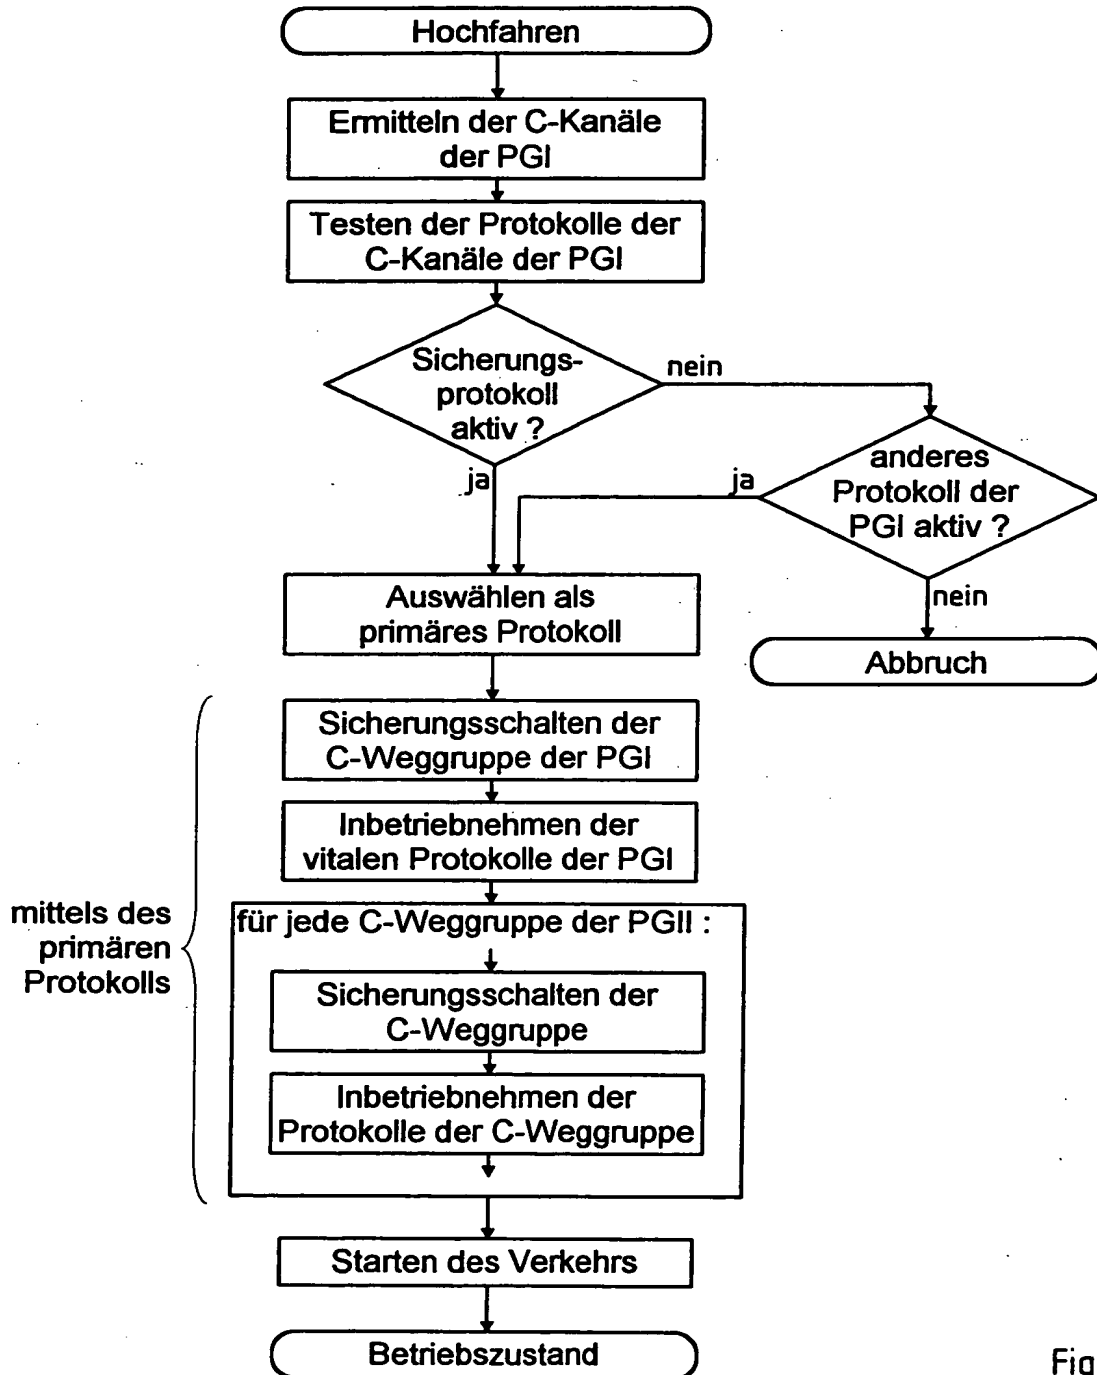 Hochfahren
Ermitteln der C-Kanäle
der PGI
Testen der Protokolle der
C-Kanäle der PGI
Sicherungs-
protokoll
aktiv ?
nein
ja
anderes
Protokoll der
PGI aktiv ?
ja
nein
Abbruch
Auswählen als
primäres Protokoll
mittels des
primären
Protokolls
Sicherungsschalten der
C-Weggruppe der PGI
Inbetriebnehmen der
vitalen Protokolle der PGI
für jede C-Weggruppe der PGII :
Sicherungsschalten der
C-Weggruppe
Inbetriebnehmen der
Protokolle der C-Weggruppe
Starten des Verkehrs
Betriebszustand
Fig